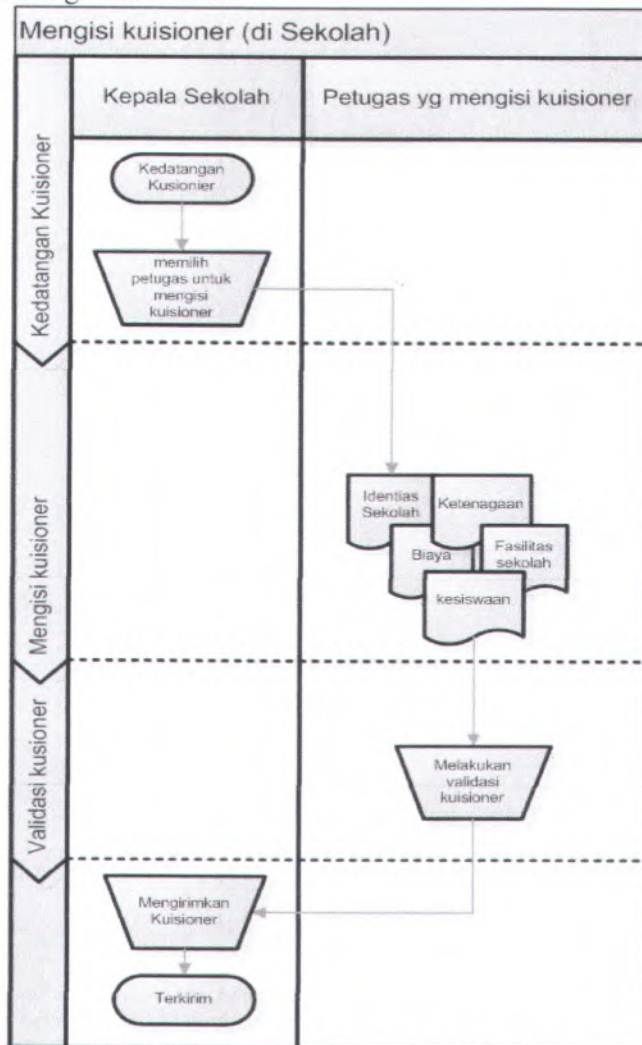 Mengisi kuisioner (di Sekolah)
Kepala Sekolah
Petugas yg mengisi kuisioner
Kedatangan Kuisioner
Kedatangan
Kusionier
memilih
petugas untuk
mengisi
kuisioner
Mengisi kuisioner
Identias
Sekolah
Ketenagaan
Biaya
Fasilitas
sekolah
kesiswaan
Validasi kusioner
Melakukan
validasi
kuisioner
Mengirimkan
Kuisioner
Terkirim